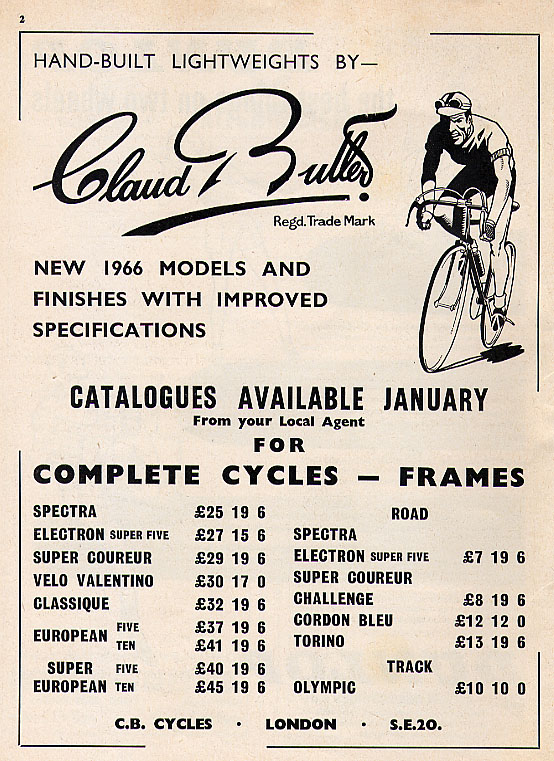 2
HAND-BUILT LIGHTWEIGHTS BY—
Claud Butler
Regd. Trade Mark
NEW 1966 MODELS AND
FINISHES WITH IMPROVED
SPECIFICATIONS
CATALOGUES AVAILABLE JANUARY
From your Local Agent
FOR
COMPLETE CYCLES — FRAMES
SPECTRA £25 19 6
ELECTRON SUPER FIVE £27 15 6
SUPER COUREUR £29 19 6
VELO VALENTINO £30 17 0
CLASSIQUE £32 19 6
EUROPEAN FIVE £37 19 6
TEN £41 19 6
SUPER FIVE £40 19 6
EUROPEAN TEN £45 19 6
ROAD
SPECTRA
ELECTRON SUPER FIVE £7 19 6
SUPER COUREUR
CHALLENGE £8 19 6
CORDON BLEU £12 12 0
TORINO £13 19 6
TRACK
OLYMPIC £10 10 0
C.B. CYCLES · LONDON · S.E.20.